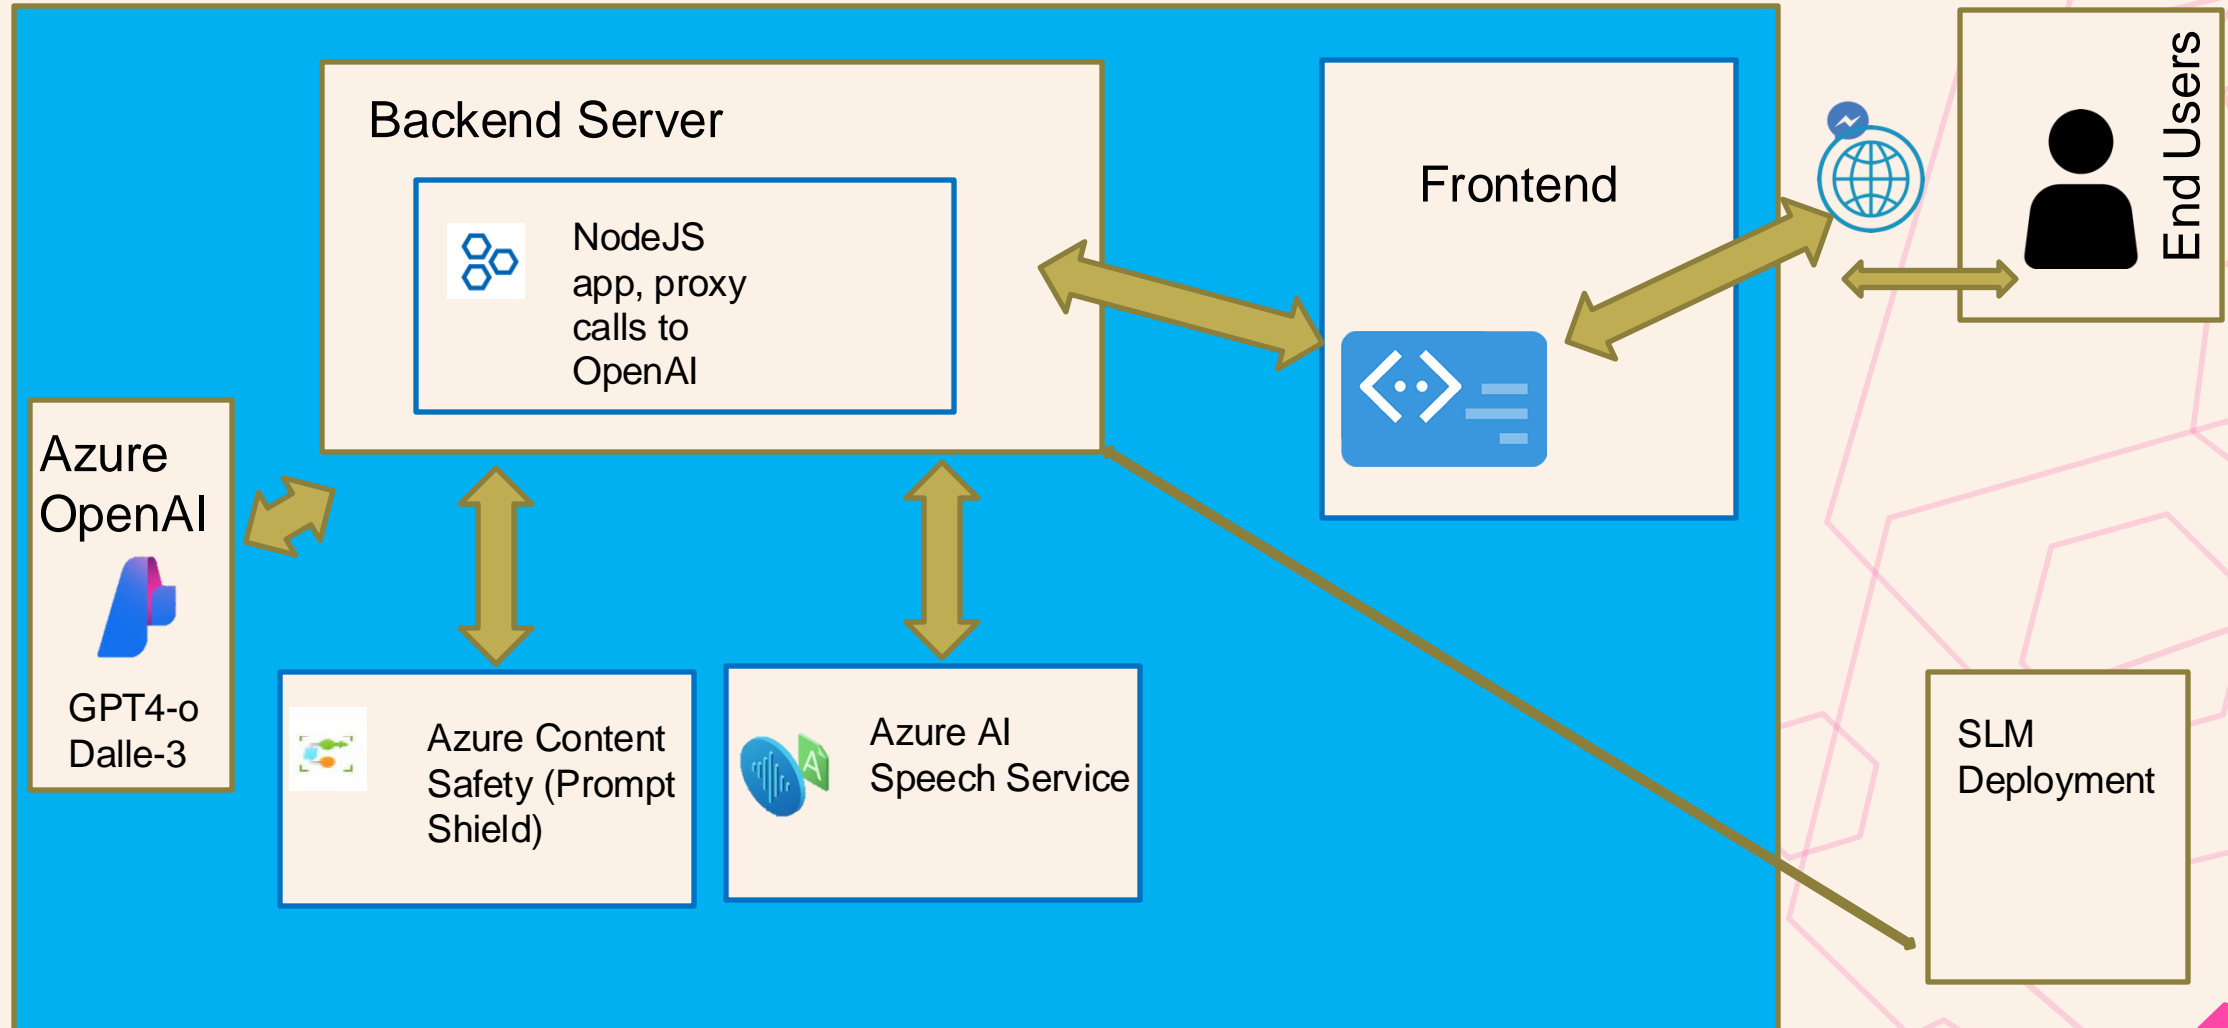 Backend Server
NodeJS
app, proxy
calls to
OpenAI
Frontend
End Users
Azure
OpenAI
GPT4-o
Dalle-3
Azure Content
Safety (Prompt
Shield)
A
Azure AI
Speech Service
SLM
Deployment